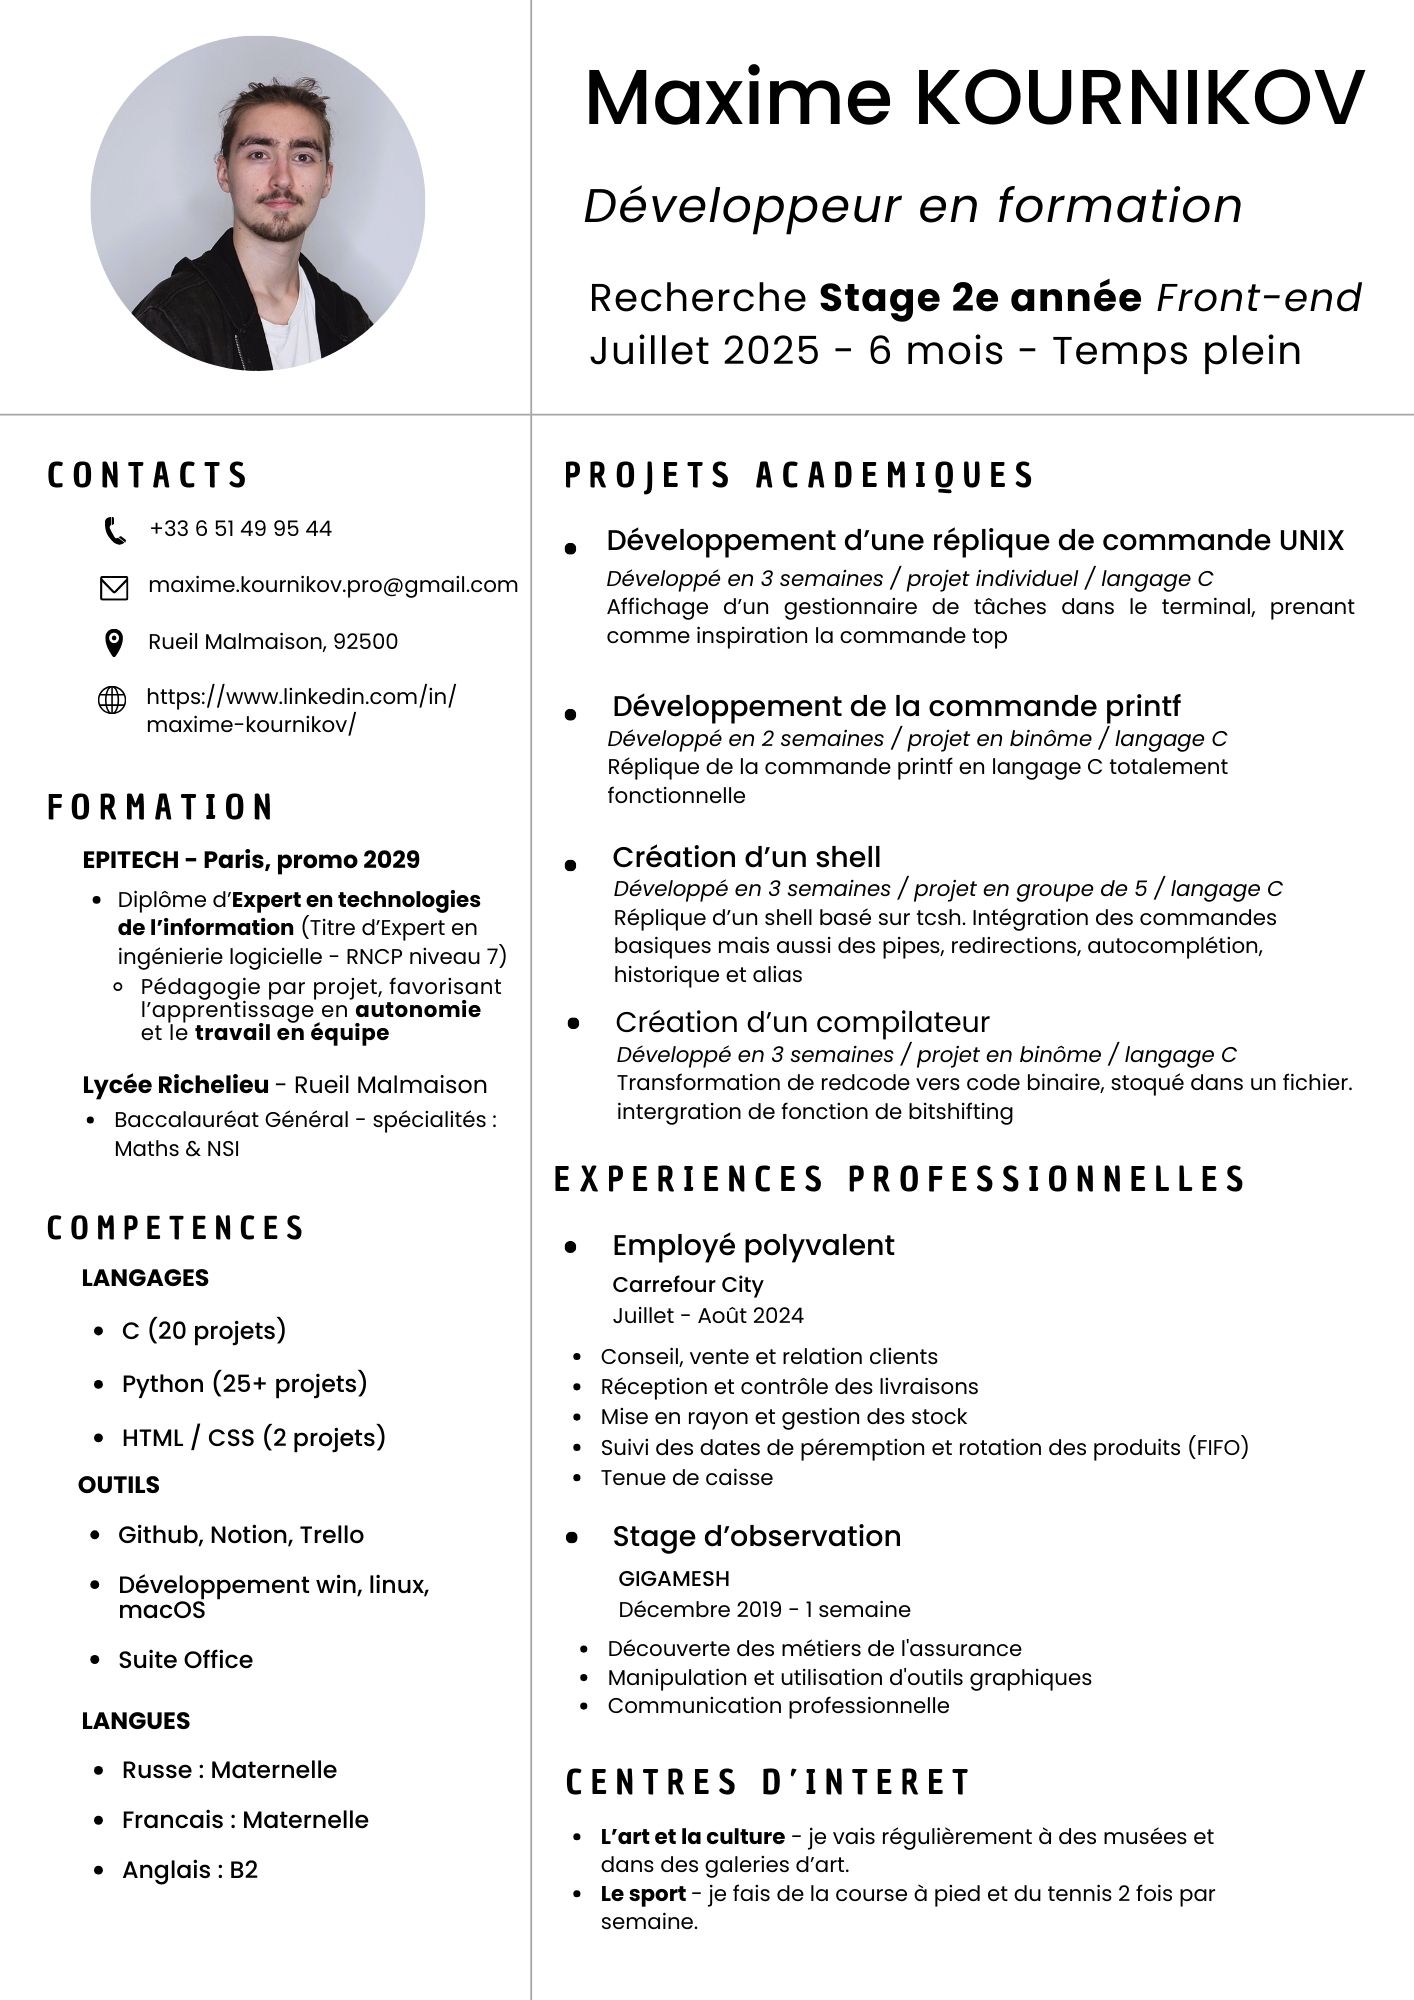 Maxime KOURNIKOV
Développeur en formation
Recherche Stage 2e année Front-end
Juillet 2025 - 6 mois - Temps plein
CONTACTS
+33 6 51 49 95 44
maxime.kournikov.pro@gmail.com
Rueil Malmaison, 92500
https://www.linkedin.com/in/
maxime-kournikov/
FORMATION
EPITECH - Paris, promo 2029
• Diplôme d’Expert en technologies
de l’information (Titre d’Expert en
ingénierie logicielle - RNCP niveau 7)
◦ Pédagogie par projet, favorisant
l’apprentissage en autonomie
et le travail en équipe
Lycée Richelieu - Rueil Malmaison
• Baccalauréat Général - spécialités :
Maths & NSI
COMPETENCES
LANGAGES
• C (20 projets)
• Python (25+ projets)
• HTML / CSS (2 projets)
OUTILS
• Github, Notion, Trello
• Développement win, linux,
macOS
• Suite Office
LANGUES
• Russe : Maternelle
• Francais : Maternelle
• Anglais : B2
PROJETS ACADEMIQUES
• Développement d’une réplique de commande UNIX
Développé en 3 semaines / projet individuel / langage C
Affichage d’un gestionnaire de tâches dans le terminal, prenant
comme inspiration la commande top
• Développement de la commande printf
Développé en 2 semaines / projet en binôme / langage C
Réplique de la commande printf en langage C totalement
fonctionnelle
• Création d’un shell
Développé en 3 semaines / projet en groupe de 5 / langage C
Réplique d’un shell basé sur tcsh. Intégration des commandes
basiques mais aussi des pipes, redirections, autocomplétion,
historique et alias
• Création d’un compilateur
Développé en 3 semaines / projet en binôme / langage C
Transformation de redcode vers code binaire, stoqué dans un fichier.
intergration de fonction de bitshifting
EXPERIENCES PROFESSIONNELLES
• Employé polyvalent
Carrefour City
Juillet - Août 2024
• Conseil, vente et relation clients
• Réception et contrôle des livraisons
• Mise en rayon et gestion des stock
• Suivi des dates de péremption et rotation des produits (FIFO)
• Tenue de caisse
• Stage d’observation
GIGAMESH
Décembre 2019 - 1 semaine
• Découverte des métiers de l'assurance
• Manipulation et utilisation d'outils graphiques
• Communication professionnelle
CENTRES D’INTERET
• L’art et la culture - je vais régulièrement à des musées et
dans des galeries d’art.
• Le sport - je fais de la course à pied et du tennis 2 fois par
semaine.